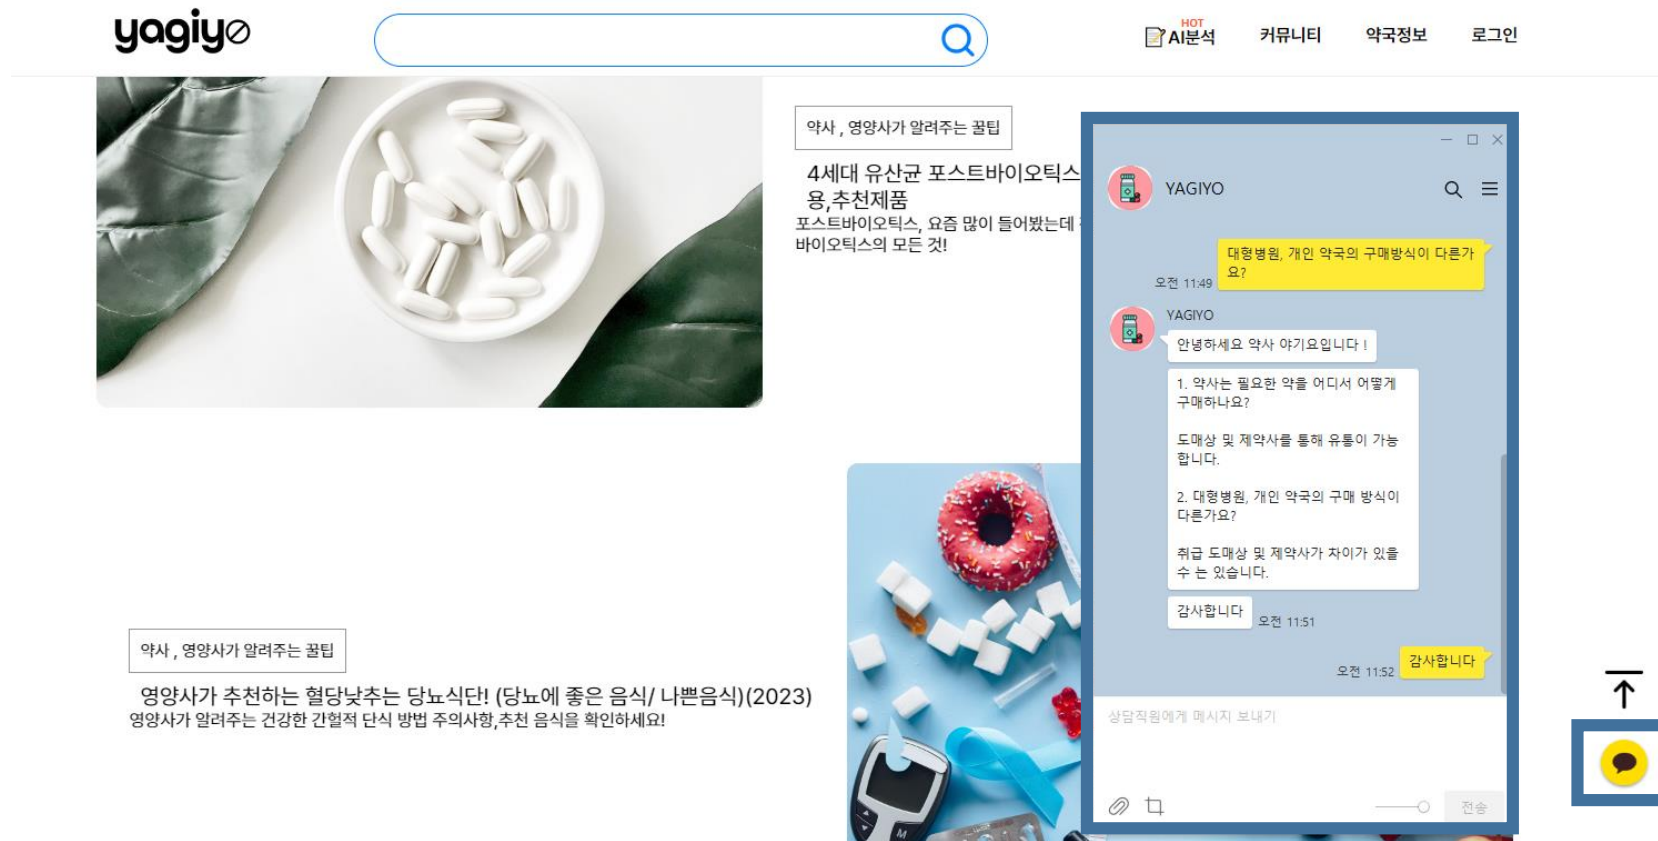 yagiyo
HOT
AI분석
커뮤니티
약국정보
로그인
약사 , 영양사가 알려주는 꿀팁
4세대 유산균 포스트바이오틱스
용,추천제품
포스트바이오틱스, 요즘 많이 들어봤는데
바이오틱스의 모든 것!
약사 , 영양사가 알려주는 꿀팁
영양사가 추천하는 혈당낮추는 당뇨식단! (당뇨에 좋은 음식/ 나쁜음식)(2023)
영양사가 알려주는 건강한 간헐적 단식 방법 주의사항,추천 음식을 확인하세요!
M
YAGIYO
대형병원, 개인 약국의 구매방식이 다른가
요?
오전 11:49
YAGIYO
안녕하세요 약사 야기요입니다 !
1. 약사는 필요한 약을 어디서 어떻게
구매하나요?
도매상 및 제약사를 통해 유통이 가능
합니다.
2. 대형병원, 개인 약국의 구매 방식이
다른가요?
취급 도매상 및 제약사가 차이가 있을
수 는 있습니다.
감사합니다
오전 11:51
오전 11:52
감사합니다
상담직원에게 메시지 보내기
전송